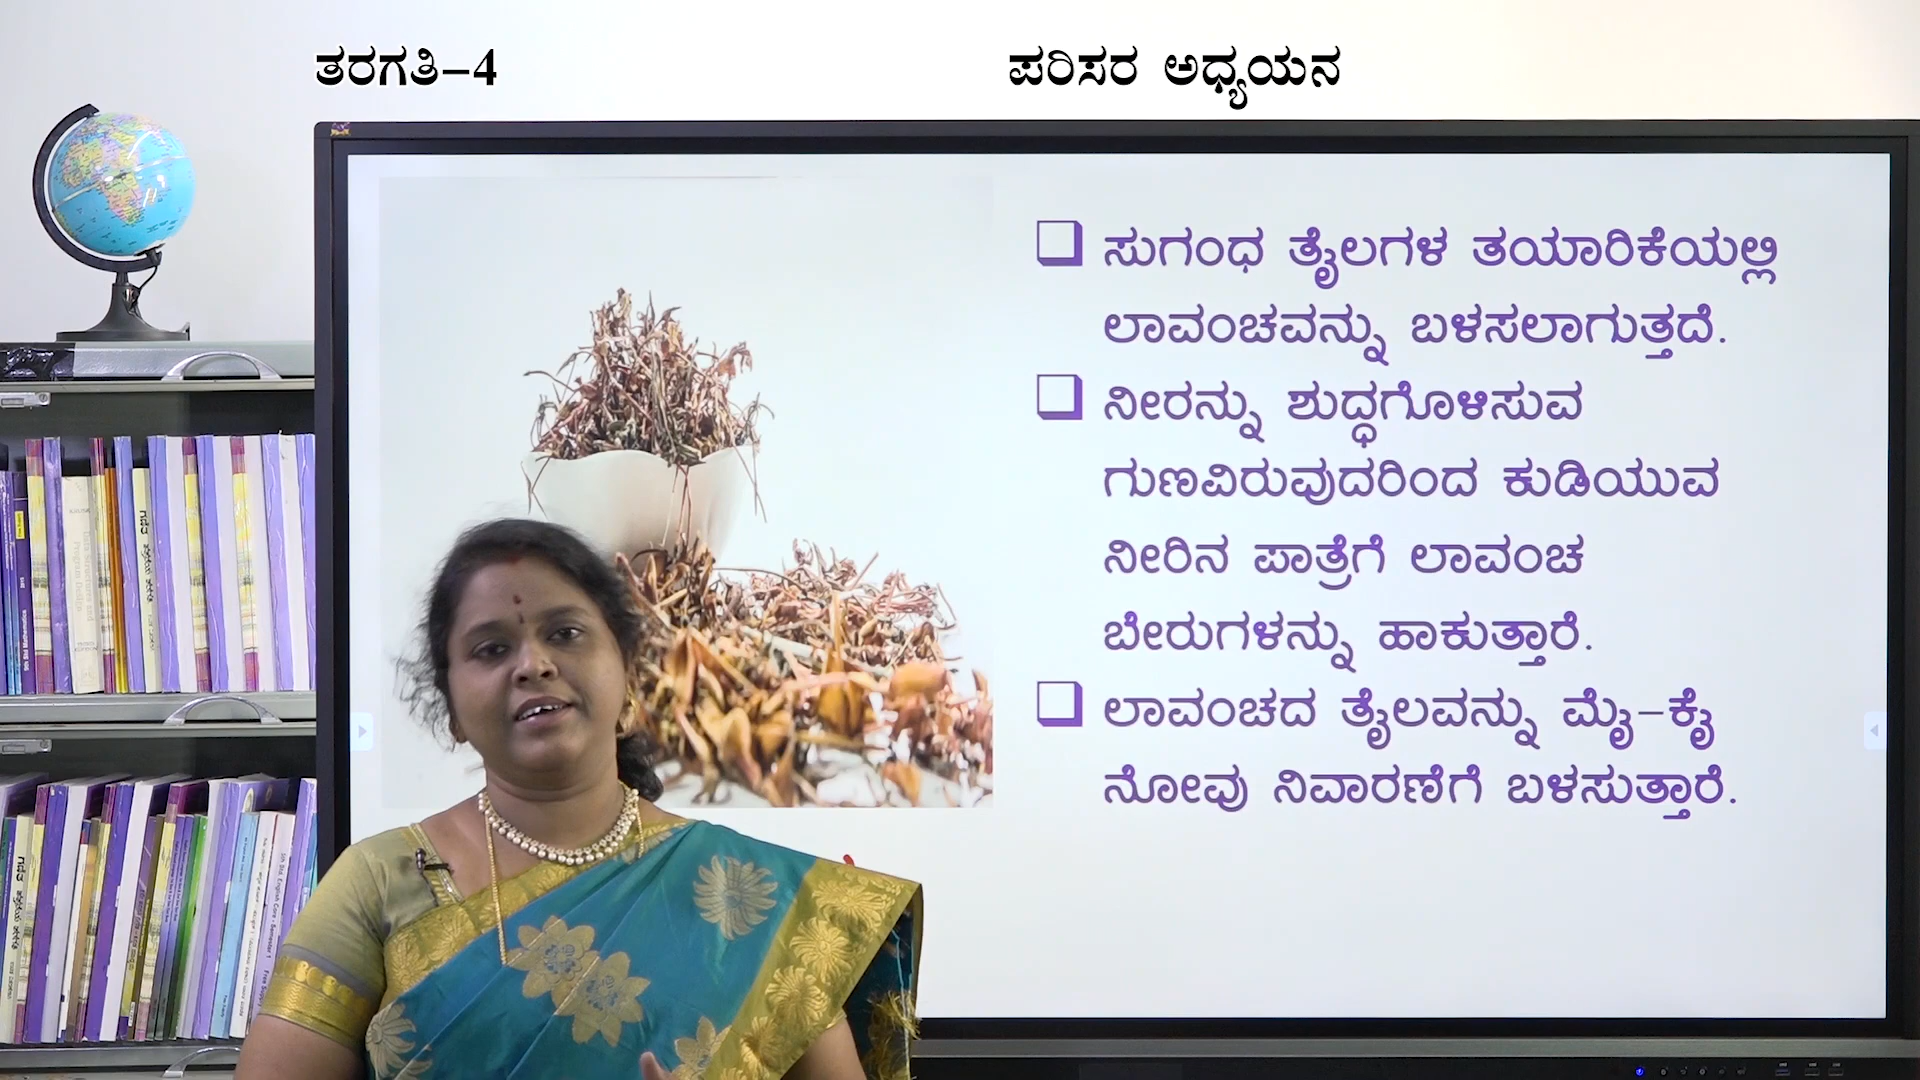 ತರಗತಿ-4
ಪರಿಸರ ಅಧ್ಯಯನ
ಸುಗಂಧ ತೈಲಗಳ ತಯಾರಿಕೆಯಲ್ಲಿ
ಲಾವಂಚವನ್ನು ಬಳಸಲಾಗುತ್ತದೆ.
ನೀರನ್ನು ಶುದ್ಧಗೊಳಿಸುವ
ಗುಣವಿರುವುದರಿಂದ ಕುಡಿಯುವ
ನೀರಿನ ಪಾತ್ರೆಗೆ ಲಾವಂಚ
ಬೇರುಗಳನ್ನು ಹಾಕುತ್ತಾರೆ.
ಲಾವಂಚದ ತೈಲವನ್ನು ಮೈ-ಕೈ
ನೋವು ನಿವಾರಣೆಗೆ ಬಳಸುತ್ತಾರೆ.